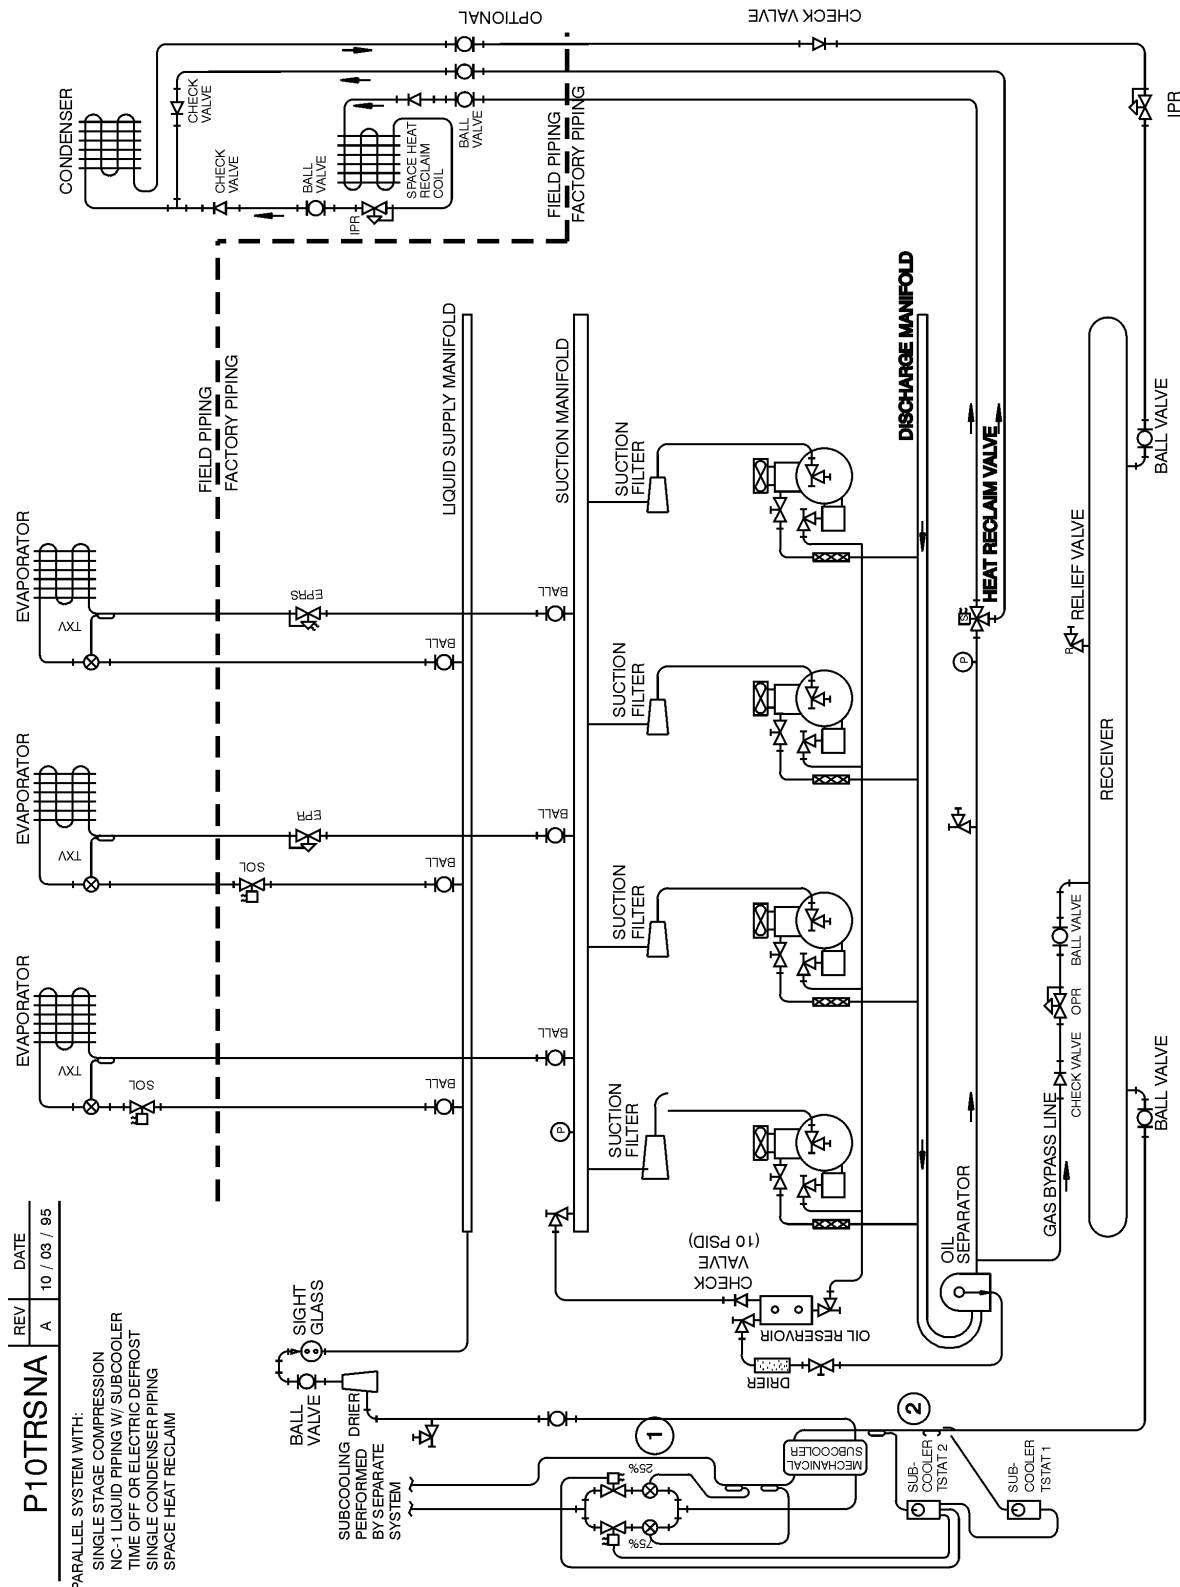 P10TRSNA
REV
DATE
A
10 / 03 / 95
PARALLEL SYSTEM WITH:
SINGLE STAGE COMPRESSION
NC-1 LIQUID PIPING W/ SUBCOOLER
TIME OFF OR ELECTRIC DEFROST
SINGLE CONDENSER PIPING
SPACE HEAT RECLAIM
EVAPORATOR
TXV
SOL
EVAPORATOR
TXV
SOL
EPR
EVAPORATOR
TXV
EPRS
FIELD PIPING
FACTORY PIPING
CONDENSER
CHECK
VALVE
CHECK
VALVE
BALL
VALVE
IPR
SPACE HEAT
RECLAIM
COIL
BALL
VALVE
OPTIONAL
FIELD PIPING
FACTORY PIPING
CHECK VALVE
IPR
BALL
BALL
BALL
BALL
BALL
BALL
LIQUID SUPPLY MANIFOLD
SUCTION MANIFOLD
P
SUCTION
FILTER
SUCTION
FILTER
SUCTION
FILTER
SUCTION
FILTER
DISCHARGE MANIFOLD
SIGHT
GLASS
BALL
VALVE
DRIER
CHECK
VALVE
(10 PSID)
OIL RESERVOIR
DRIER
OIL
SEPARATOR
P
S
HEAT RECLAIM VALVE
GAS BYPASS LINE
CHECK VALVE
OPR
BALL VALVE
R
RELIEF VALVE
RECEIVER
BALL VALVE
BALL VALVE
SUBCOOLING
PERFORMED
BY SEPARATE
SYSTEM
25%
75%
1
MECHANICAL
SUBCOOLER
2
SUB-
COOLER
TSTAT 2
SUB-
COOLER
TSTAT 1